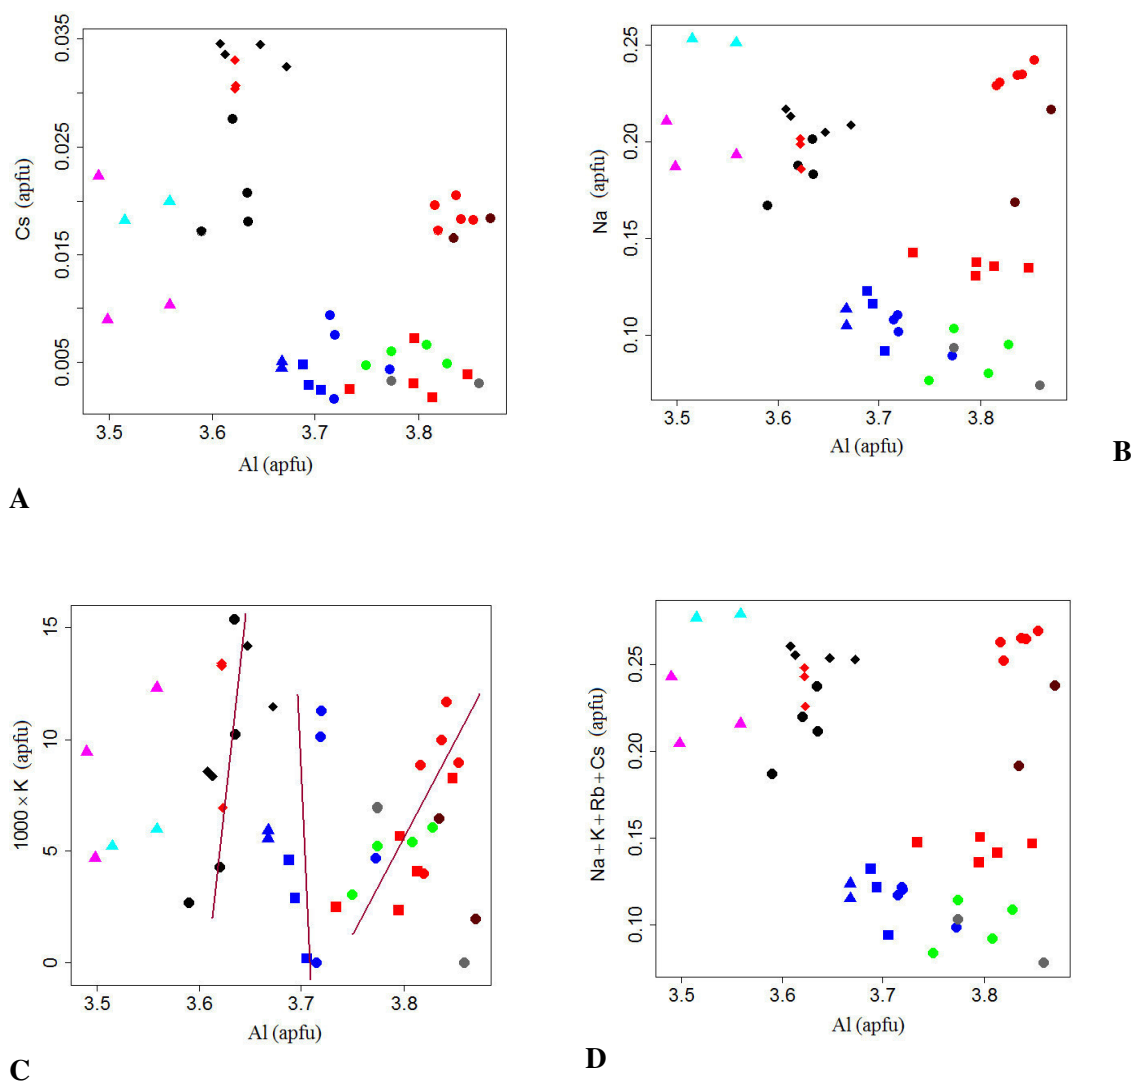 0.035
0.025
0.015
0.005
Cs (apfu)
3.5 3.6 3.7 3.8
Al (apfu)
A
0.25
0.20
0.15
0.10
Na (apfu)
3.5 3.6 3.7 3.8
Al (apfu)
B
15
10
5
0
1000 × K (apfu)
3.5 3.6 3.7 3.8
Al (apfu)
C
0.25
0.20
0.15
0.10
Na + K + Rb + Cs (apfu)
3.5 3.6 3.7 3.8
Al (apfu)
D